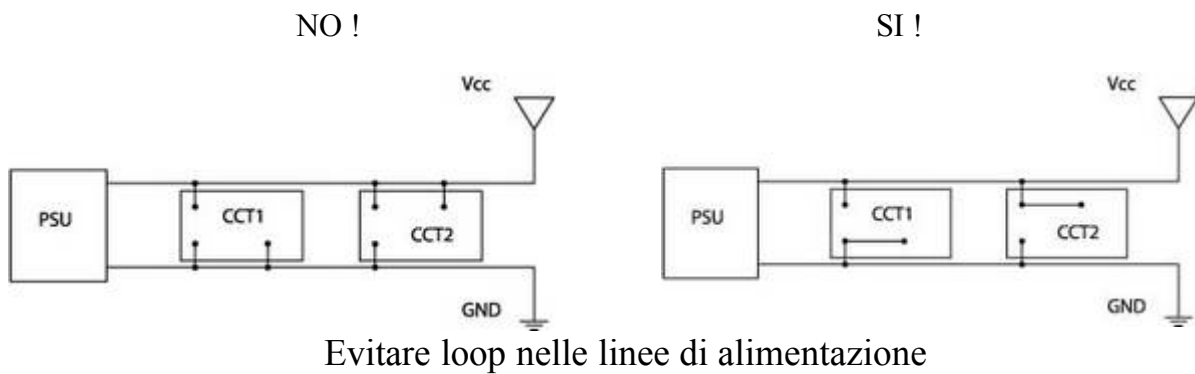 NO !
SI !
Vcc
Vcc
PSU
CCT1
CCT2
PSU
CCT1
CCT2
GND
GND
Evitare loop nelle linee di alimentazione